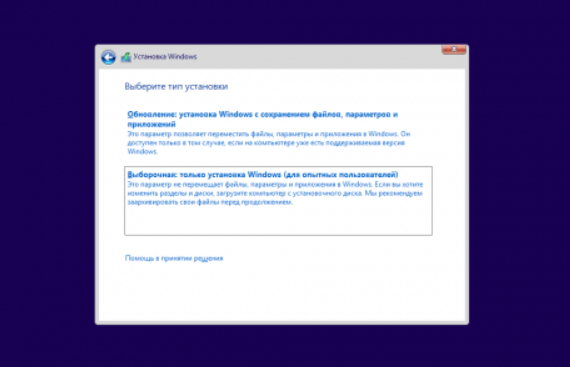 Установка Windows
Выберите тип установки
Обновление: установка Windows с сохранением файлов, параметров и
приложений
Это параметр позволяет переместить файлы, параметры и приложения в Windows. Он
доступен только в том случае, если на компьютере уже есть поддерживаемая версия
Windows.
Выборочная: только установка Windows (для опытных пользователей)
Это параметр не перемещает файлы, параметры и приложения в Windows. Если вы хотите
изменить разделы и диски, загрузите компьютер с установочного диска. Мы рекомендуем
заархивировать свои файлы перед продолжением.
Помощь в принятии решения